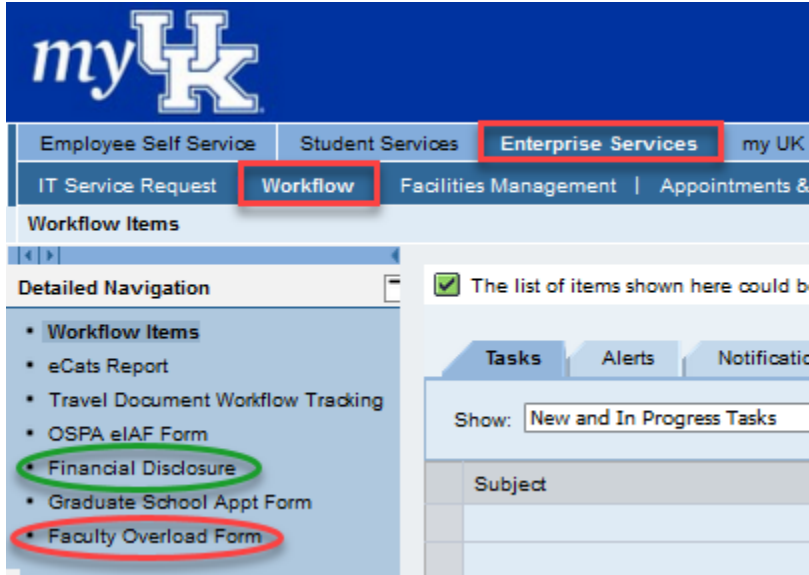 myUK
Employee Self Service Student Services Enterprise Services my UK
IT Service Request Workflow Facilities Management | Appointments &
Workflow Items
Detailed Navigation
The list of items shown here could b
• Workflow Items
• eCats Report
• Travel Document Workflow Tracking
• OSPA eIAF Form
• Financial Disclosure
• Graduate School Appt Form
• Faculty Overload Form
Tasks Alerts Notificatio
Show: New and In Progress Tasks
Subject